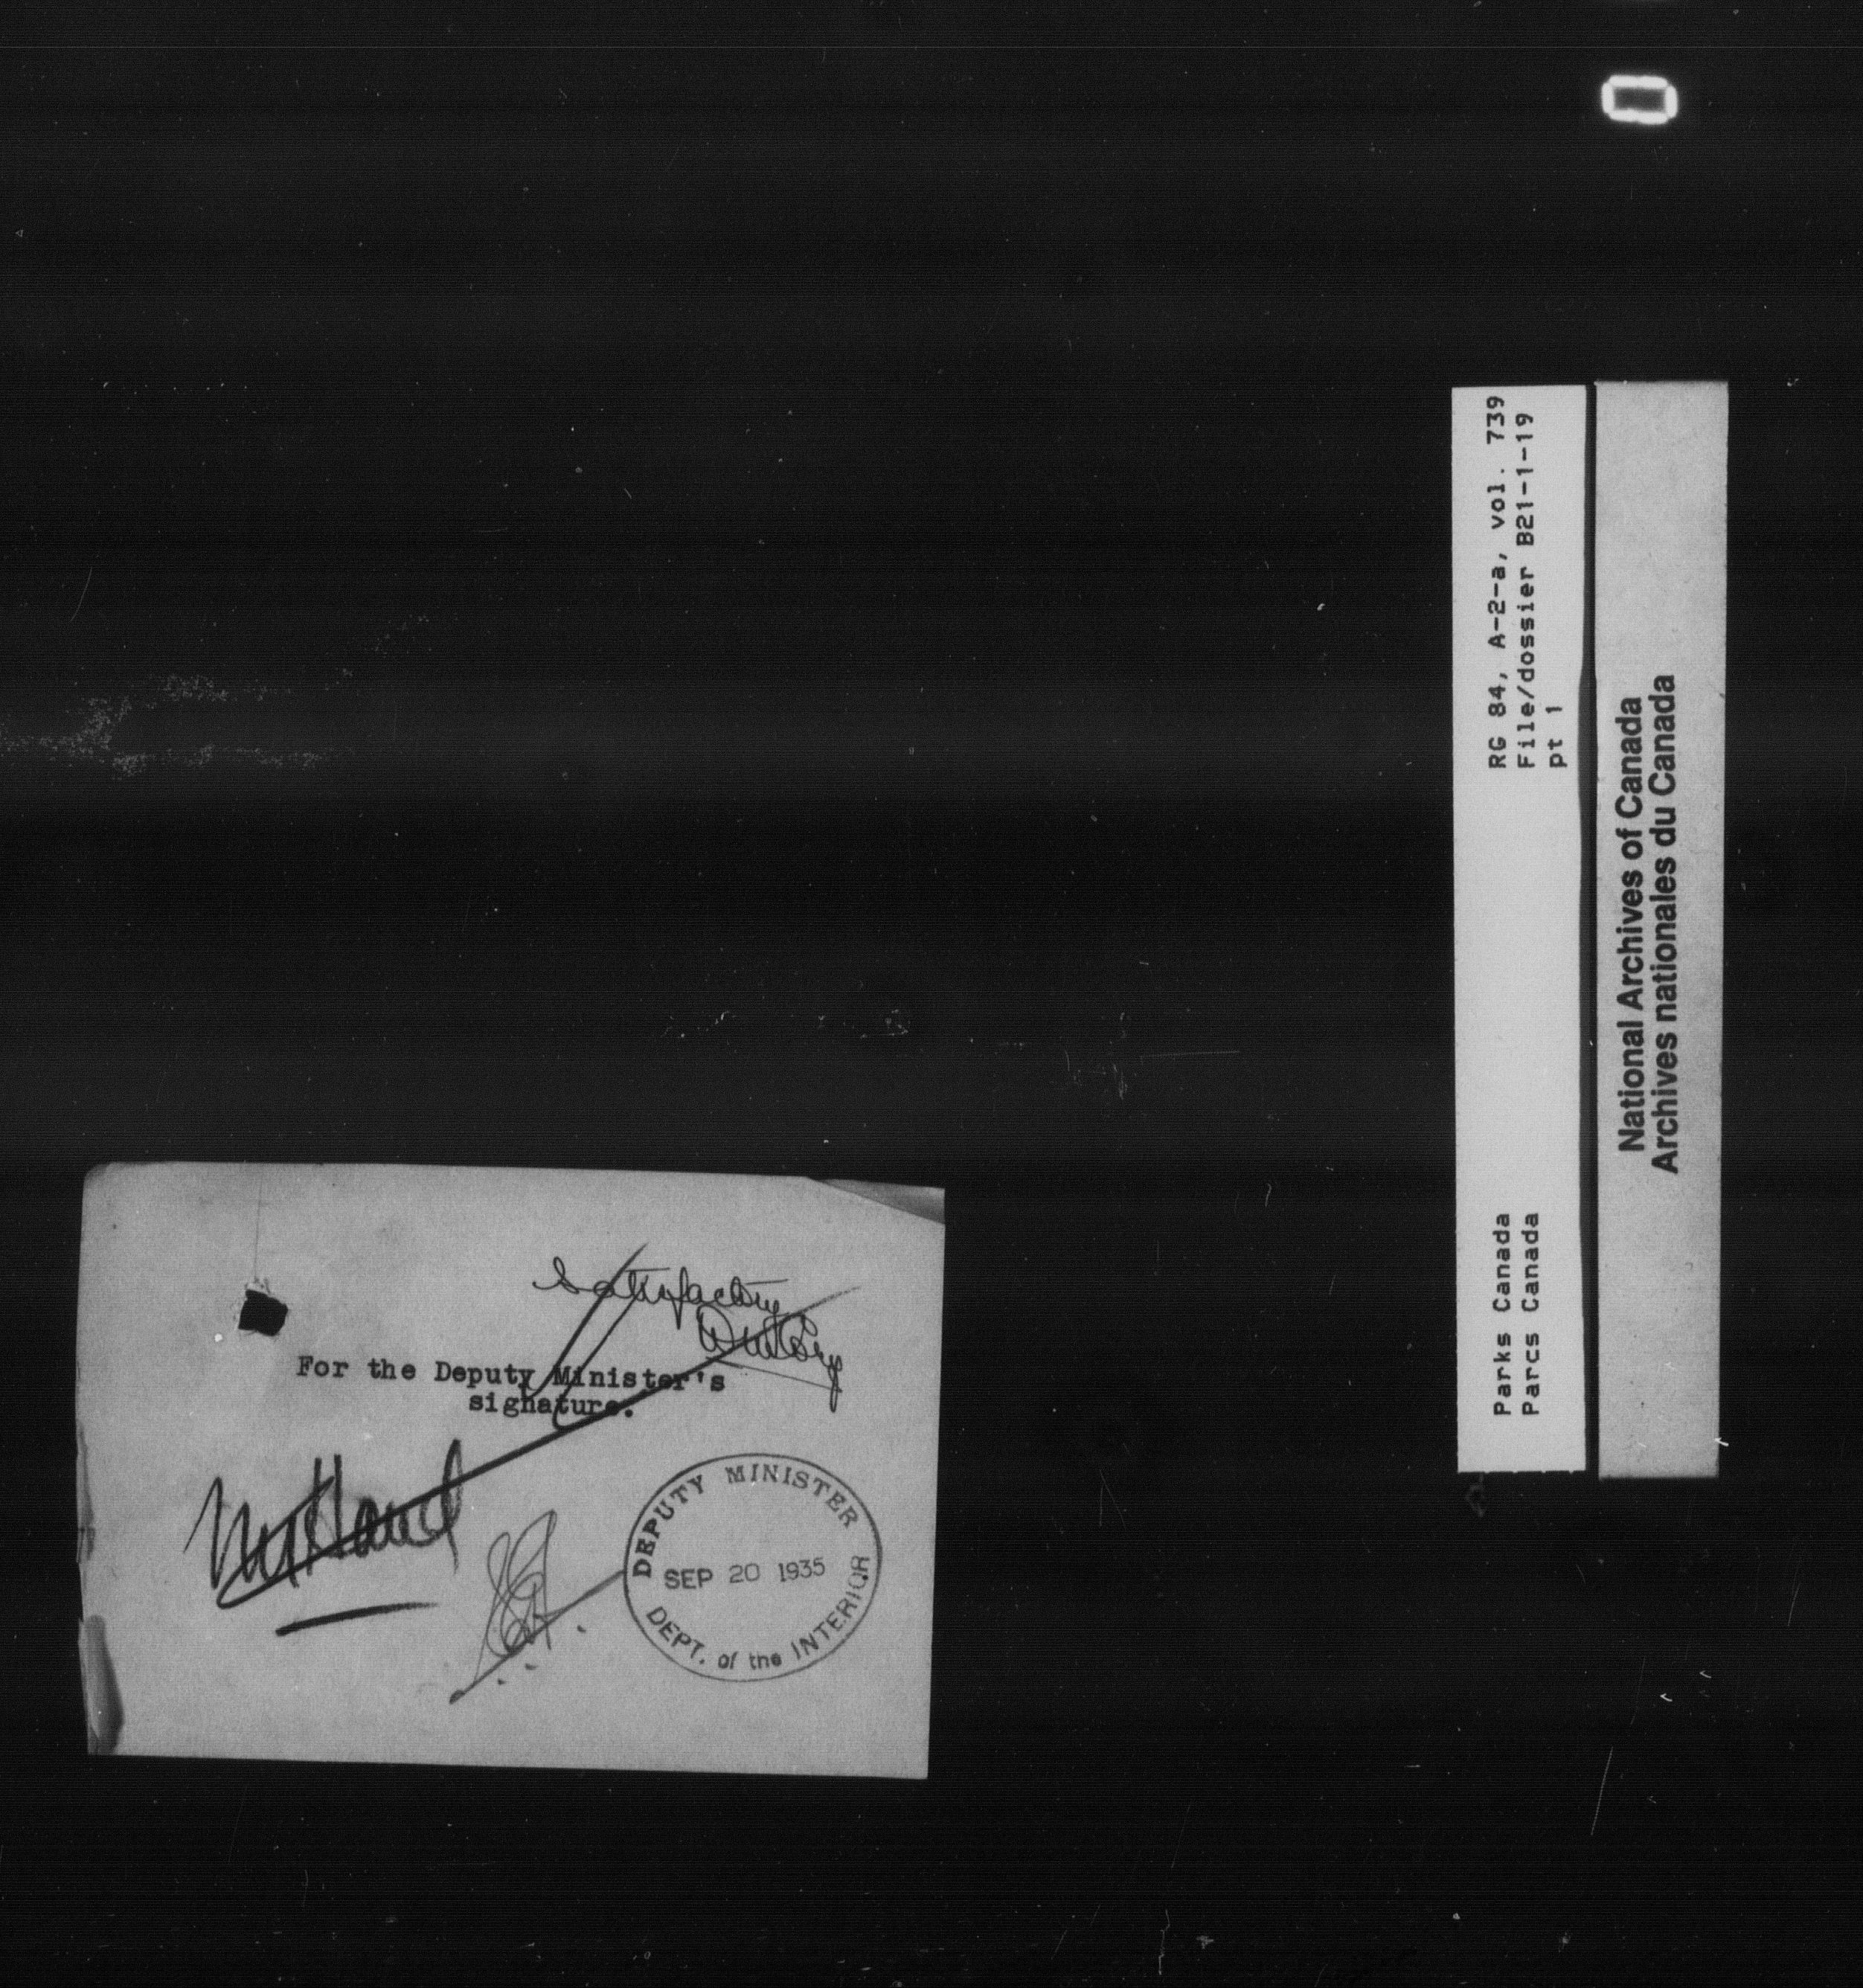 Satisfactory
For the Deputy Minister's
signature.
DEPUTY MINISTER
SEP 20 1935
DEPT. of the INTERIOR
Parks Canada
Parcs Canada
RG 84, A-2-a, vol. 739
File/dossier B21-1-19
pt 1
National Archives of Canada
Archives nationales du Canada
0